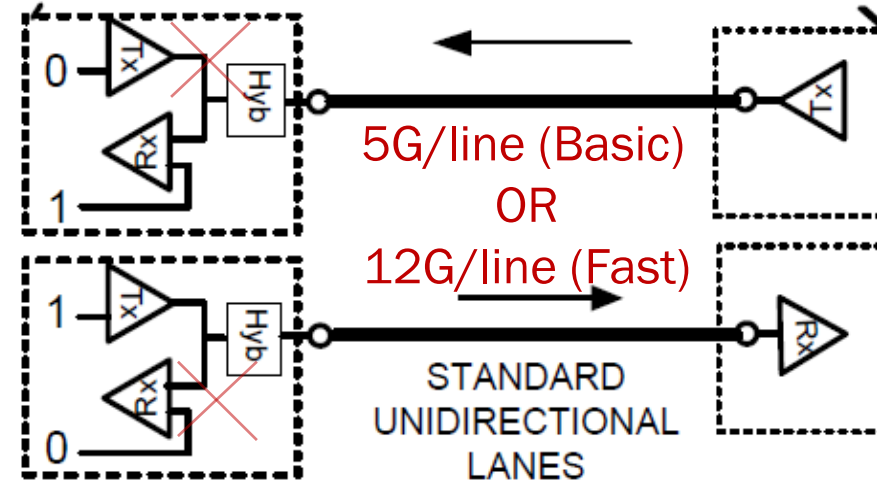 0
Tx
Hyb
Rx
1
Tx
5G/line (Basic)
OR
12G/line (Fast)
1
Tx
Hyb
Rx
0
Rx
STANDARD
UNIDIRECTIONAL
LANES